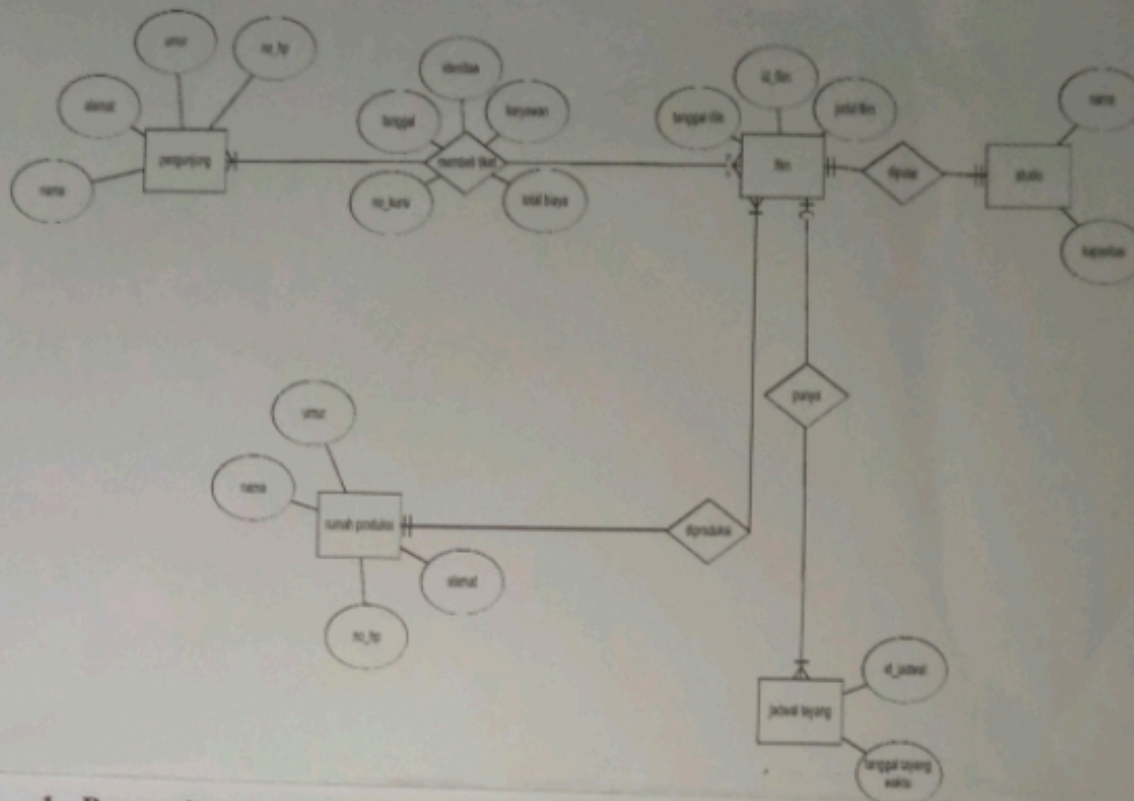 umur
no_hp
alamat
nama
pengunjung
identitas
tanggal
karyawan
membeli tiket
no_kursi
total biaya
id_film
tanggal rilis
judul film
film
diputar
studio
nama
kapasitas
umur
nama
rumah produksi
alamat
no_hp
diproduksi
punya
jadwal tayang
id_jadwal
tanggal tayang
waktu